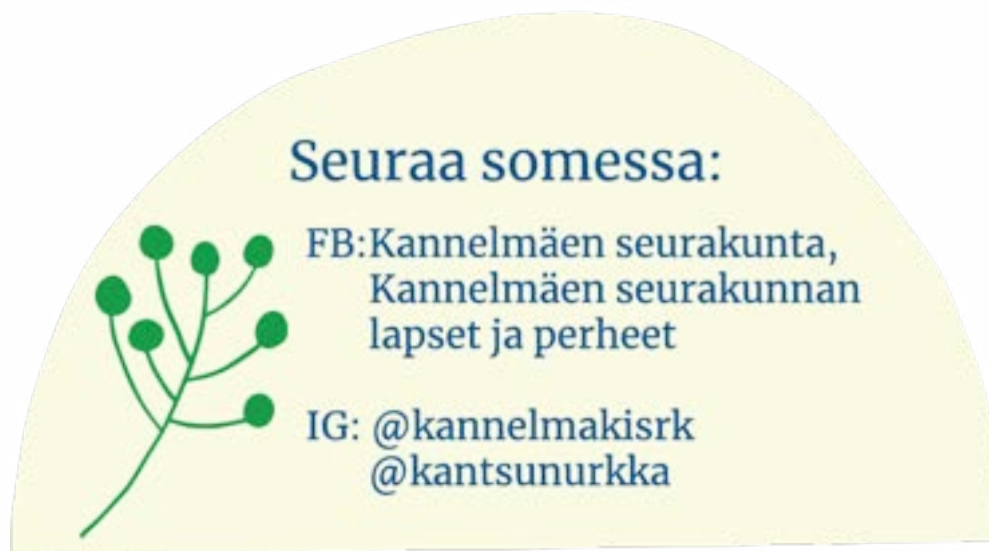 Seuraa somessa:
FB:Kannelmäen seurakunta,
Kannelmäen seurakunnan
lapset ja perheet
IG: @kannelmakisrk
@kantsunurkka